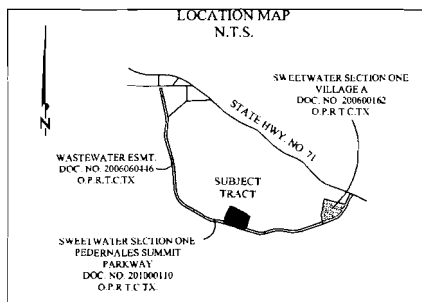 LOCATION MAP
N.T.S.
SWEETWATER SECTION ONE
VILLAGE A
DOC. NO 200600162
O.P.R.T.C.TX
STATE HWY. NO 71
N
WASTEWATER ESMT.
DOC. NO. 2006060446
O.P.R.T.C.TX
SUBJECT
TRACT
SWEETWATER SECTION ONE
PEDERNALES SUMMIT
PARKWAY
DOC NO. 201000110
O.P.R T.C TX.